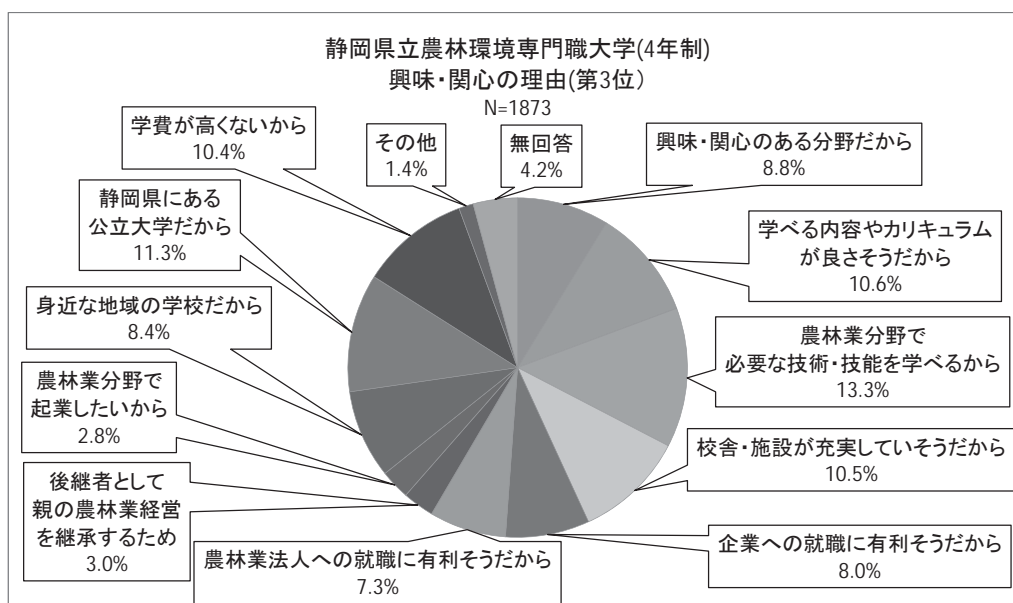 静岡県立農林環境専門職大学(4年制)
興味・関心の理由(第3位）
N=1873
学費が高くないから
10.4%
その他
1.4%
無回答
4.2%
興味・関心のある分野だから
8.8%
静岡県にある
公立大学だから
11.3%
学べる内容やカリキュラム
が良さそうだから
10.6%
身近な地域の学校だから
8.4%
農林業分野で
必要な技術・技能を学べるから
13.3%
農林業分野で
起業したいから
2.8%
校舎・施設が充実していそうだから
10.5%
後継者として
親の農林業経営
を継承するため
3.0%
農林業法人への就職に有利そうだから
7.3%
企業への就職に有利そうだから
8.0%